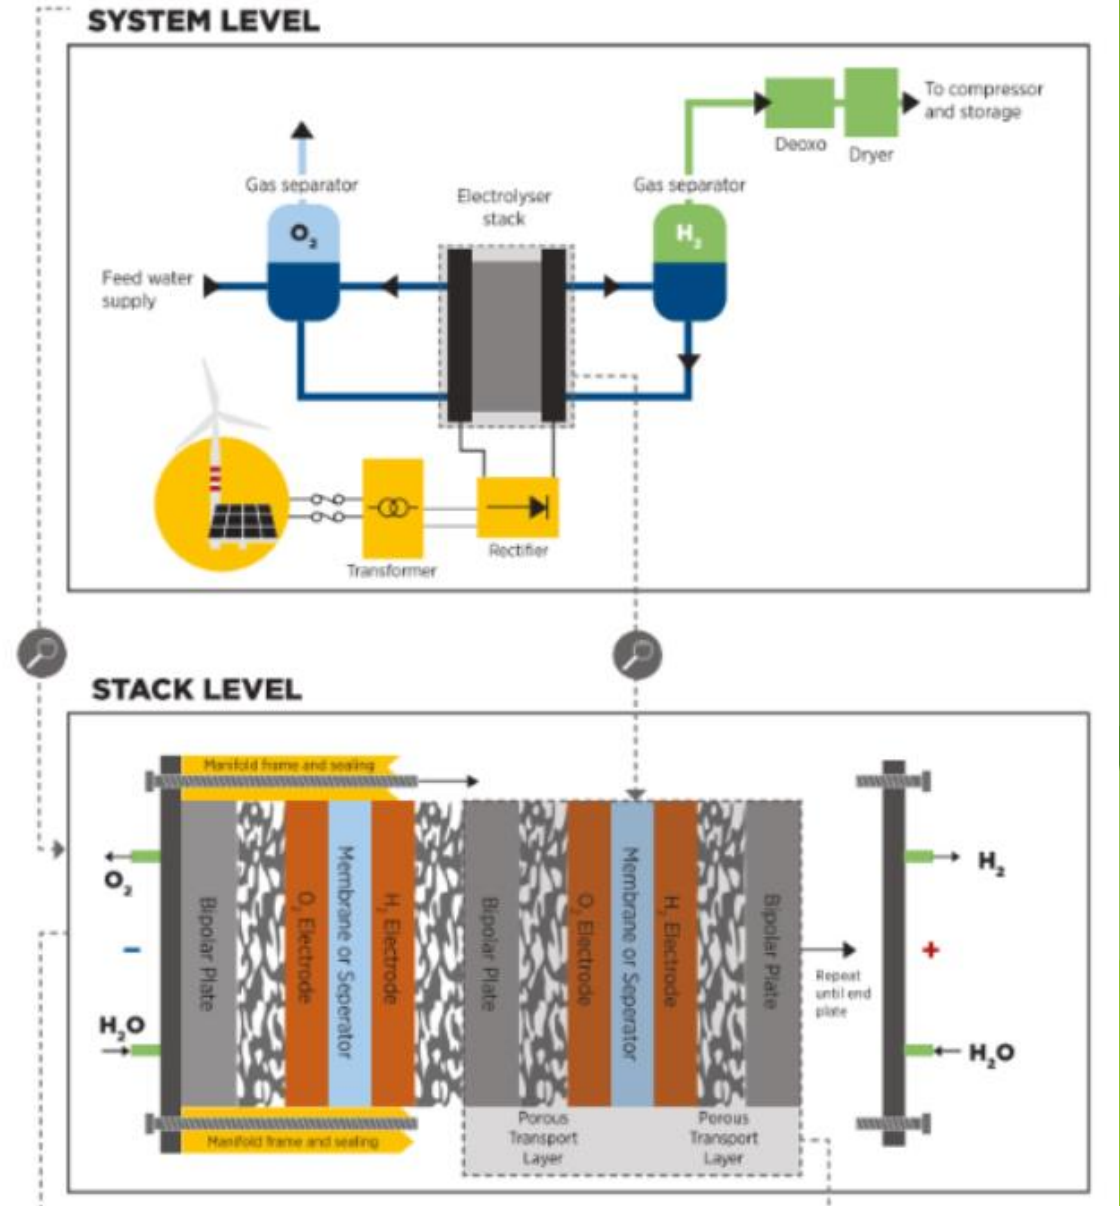 SYSTEM LEVEL
To compressor
and storage
Deoxo
Dryer
Gas separator
Gas separator
Electrolyser
stack
O2
H2
Feed water
supply
Rectifier
Transformer
STACK LEVEL
Manifold frame and sealing
O2
H2
Bipolar Plate
O2 Electrode
Membrane or Seperator
H2 Electrode
Bipolar Plate
O2 Electrode
Membrane or Seperator
H2 Electrode
Bipolar Plate
−
+
Repeat
until end
plate
H2O
H2O
Porous
Transport
Layer
Porous
Transport
Layer
Manifold frame and sealing